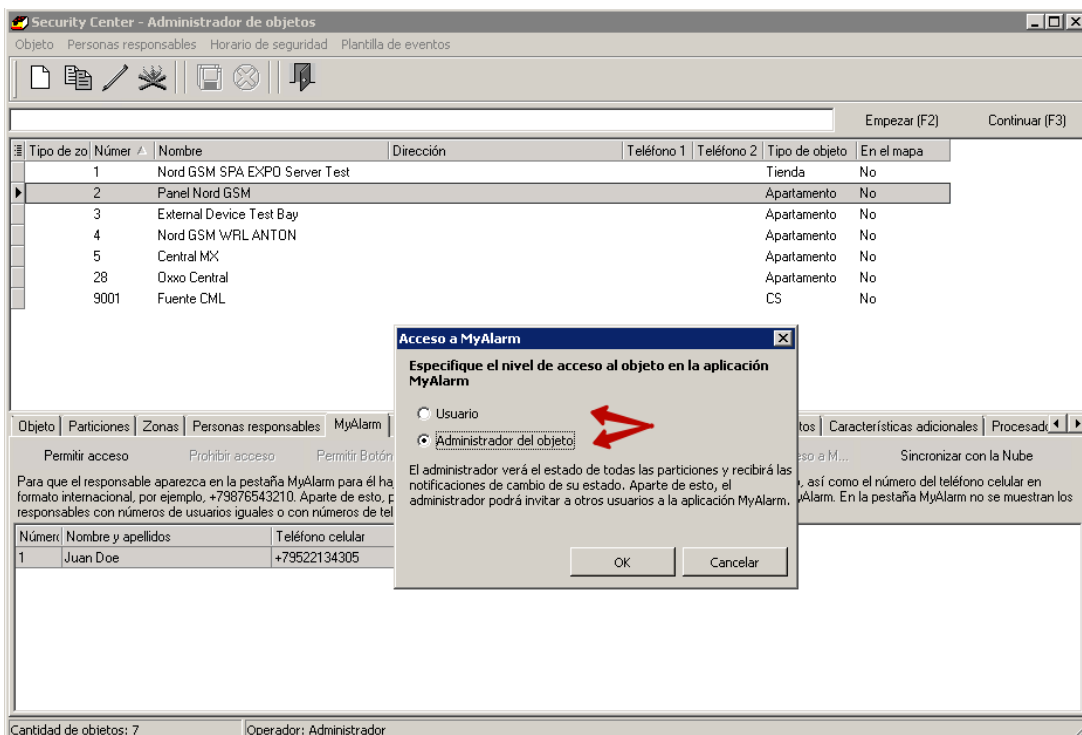 Security Center - Administrador de objetos
Objeto Personas responsables Horario de seguridad Plantilla de eventos
Empezar (F2) Continuar (F3)
Tipo de zo Númer Nombre Dirección Teléfono 1 Teléfono 2 Tipo de objeto En el mapa
1 Nord GSM SPA EXPO Server Test Tienda No
2 Panel Nord GSM Apartamento No
3 External Device Test Bay Apartamento No
4 Nord GSM WRL ANTON Apartamento No
5 Central MX Apartamento No
28 Oxxo Central Apartamento No
9001 Fuente CML CS No
Acceso a MyAlarm
Especifique el nivel de acceso al objeto en la aplicación
MyAlarm
Usuario
Administrador del objeto
El administrador verá el estado de todas las particiones y recibirá las
notificaciones de cambio de su estado. Aparte de esto, el
administrador podrá invitar a otros usuarios a la aplicación MyAlarm.
OK Cancelar
Objeto Particiones Zonas Personas responsables MyAlarm tos Características adicionales Procesad
Permitir acceso Prohibir acceso Permitir Botón eso a M... Sincronizar con la Nube
Para que el responsable aparezca en la pestaña MyAlarm para él ha , así como el número del teléfono celular en
formato internacional, por ejemplo, +79876543210. Aparte de esto, p yAlarm. En la pestaña MyAlarm no se muestran los
responsables con números de usuarios iguales o con números de tel
Númer Nombre y apellidos Teléfono celular
1 Juan Doe +79522134305
Cantidad de objetos: 7 Operador: Administrador